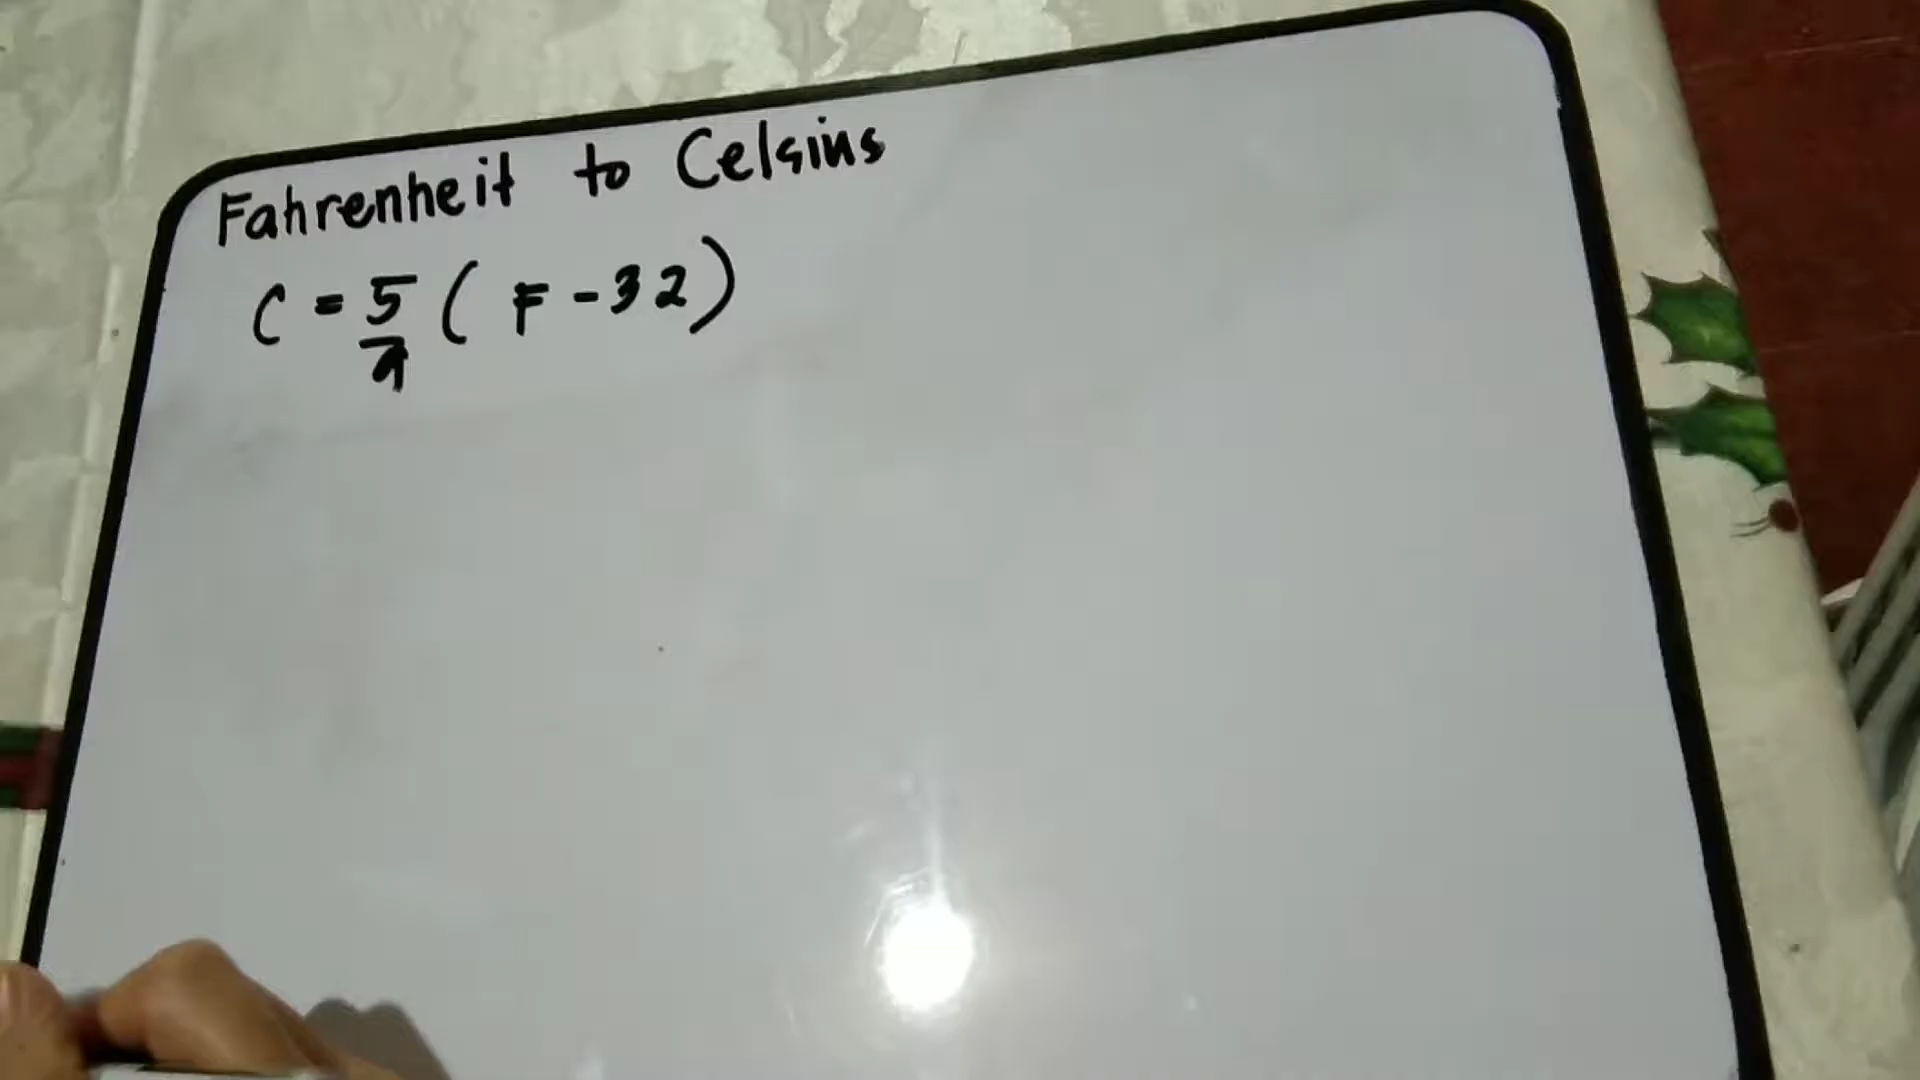 Fahrenheit to Celsius
C = 5/9 ( F - 32 )